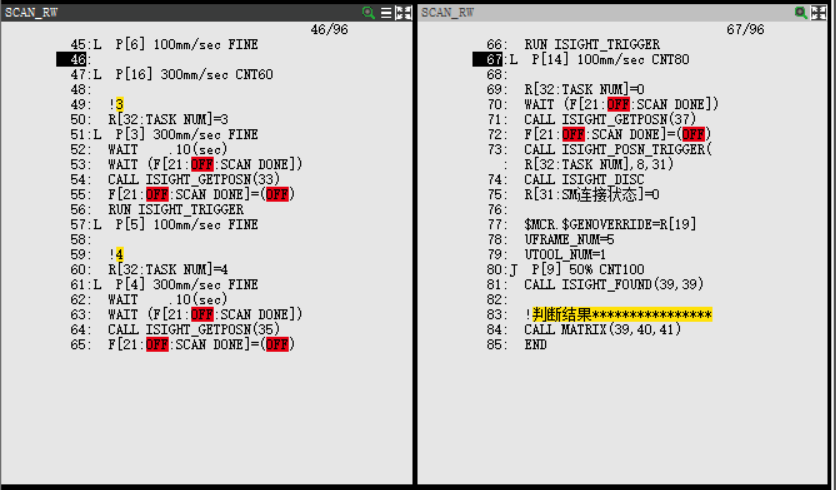 SCAN_RW
46/96
45:L  P[6] 100mm/sec FINE
46:
47:L  P[16] 300mm/sec CNT60
48:
49:  !3
50:  R[32:TASK NUM]=3
51:L  P[3] 300mm/sec FINE
52:  WAIT    .10(sec)
53:  WAIT (F[21:OFF:SCAN DONE])
54:  CALL ISIGHT_GETPOSN(33)
55:  F[21:OFF:SCAN DONE]=(OFF)
56:  RUN ISIGHT_TRIGGER
57:L  P[5] 100mm/sec FINE
58:
59:  !4
60:  R[32:TASK NUM]=4
61:L  P[4] 300mm/sec FINE
62:  WAIT    .10(sec)
63:  WAIT (F[21:OFF:SCAN DONE])
64:  CALL ISIGHT_GETPOSN(35)
65:  F[21:OFF:SCAN DONE]=(OFF)
SCAN_RW
67/96
66:  RUN ISIGHT_TRIGGER
67:L  P[14] 100mm/sec CNT80
68:
69:  R[32:TASK NUM]=0
70:  WAIT (F[21:OFF:SCAN DONE])
71:  CALL ISIGHT_GETPOSN(37)
72:  F[21:OFF:SCAN DONE]=(OFF)
73:  CALL ISIGHT_POSN_TRIGGER(
:  R[32:TASK NUM],8,31)
74:  CALL ISIGHT_DISC
75:  R[31:SM连接状态]=0
76:
77:  $MCR.$GENOVERRIDE=R[19]
78:  UFRAME_NUM=5
79:  UTOOL_NUM=1
80:J  P[9] 50% CNT100
81:  CALL ISIGHT_FOUND(39,39)
82:
83:  !判断结果****************
84:  CALL MATRIX(39,40,41)
85:  END